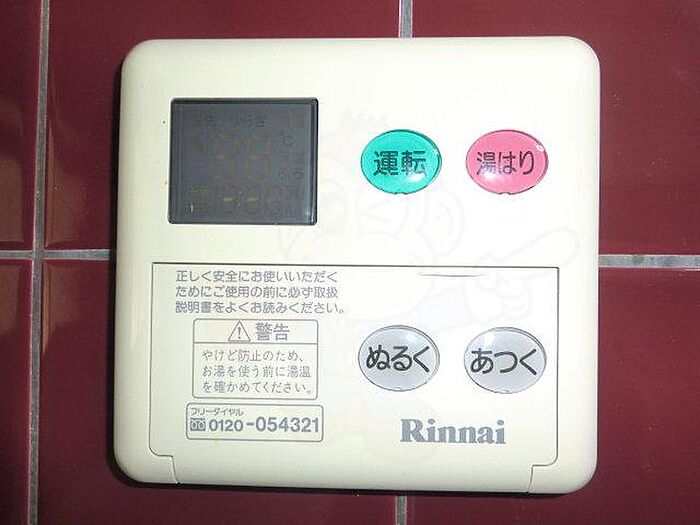 ℃
運転
湯はり
正しく安全にお使いいただく
ためにご使用の前に必ず取扱
説明書をよくお読みください。
警告
やけど防止のため、
お湯を使う前に湯温
を確かめてください。
フリーダイヤル
0120-054321
ぬるく
あつく
Rinnai